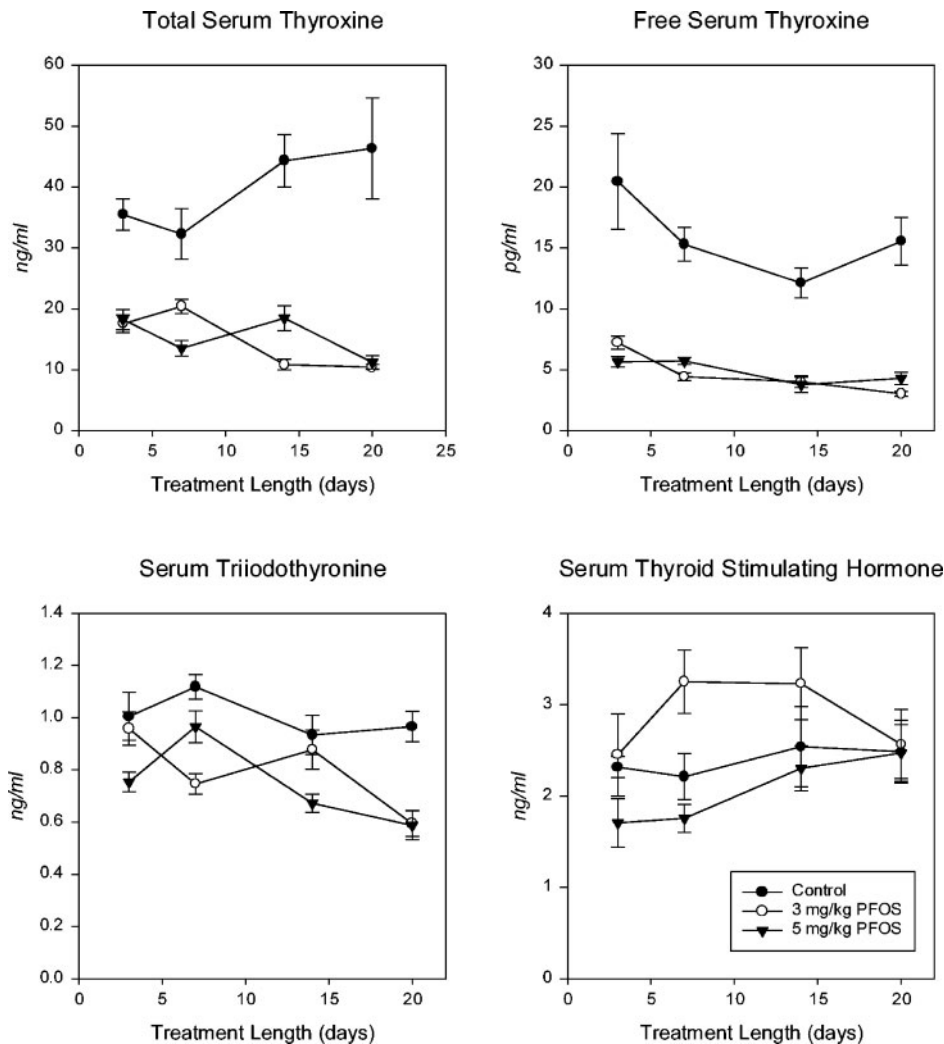 Total Serum Thyroxine
60
50
40
30
20
10
0
ng/ml
0 5 10 15 20 25
Treatment Length (days)
Free Serum Thyroxine
30
25
20
15
10
5
0
pg/ml
0 5 10 15 20
Treatment Length (days)
Serum Triiodothyronine
1.4
1.2
1.0
0.8
0.6
0.4
0.2
0.0
ng/ml
0 5 10 15 20
Treatment Length (days)
Serum Thyroid Stimulating Hormone
4
3
2
1
0
ng/ml
Control
3 mg/kg PFOS
5 mg/kg PFOS
0 5 10 15 20
Treatment Length (days)